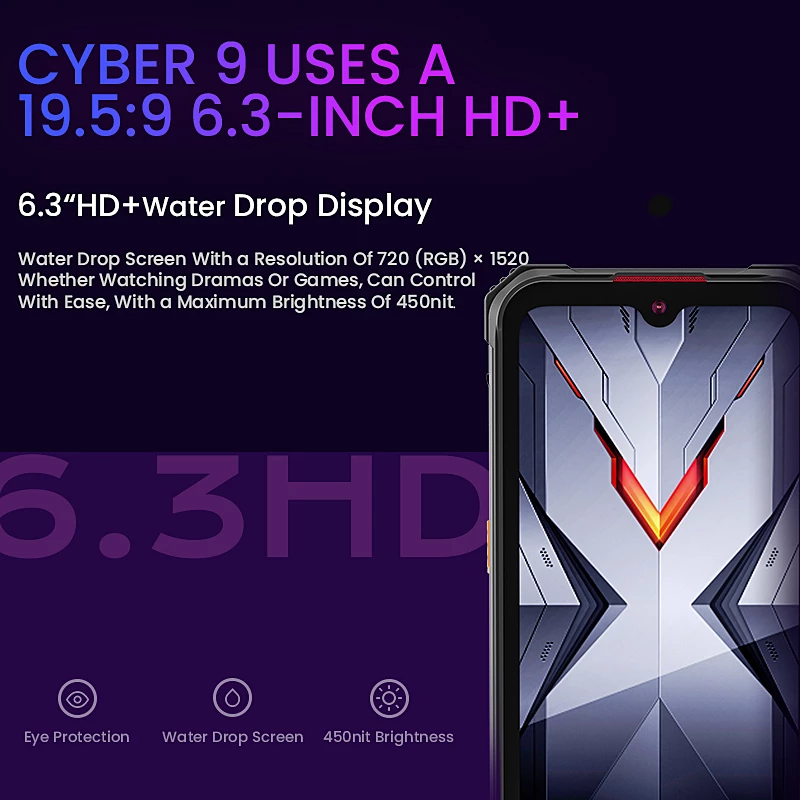 CYBER 9 USES A
19.5:9 6.3-INCH HD+
6.3“HD+Water Drop Display
Water Drop Screen With a Resolution Of 720 (RGB) × 1520
Whether Watching Dramas Or Games, Can Control
With Ease, With a Maximum Brightness Of 450nit.
6.3HD
Eye Protection
Water Drop Screen
450nit Brightness